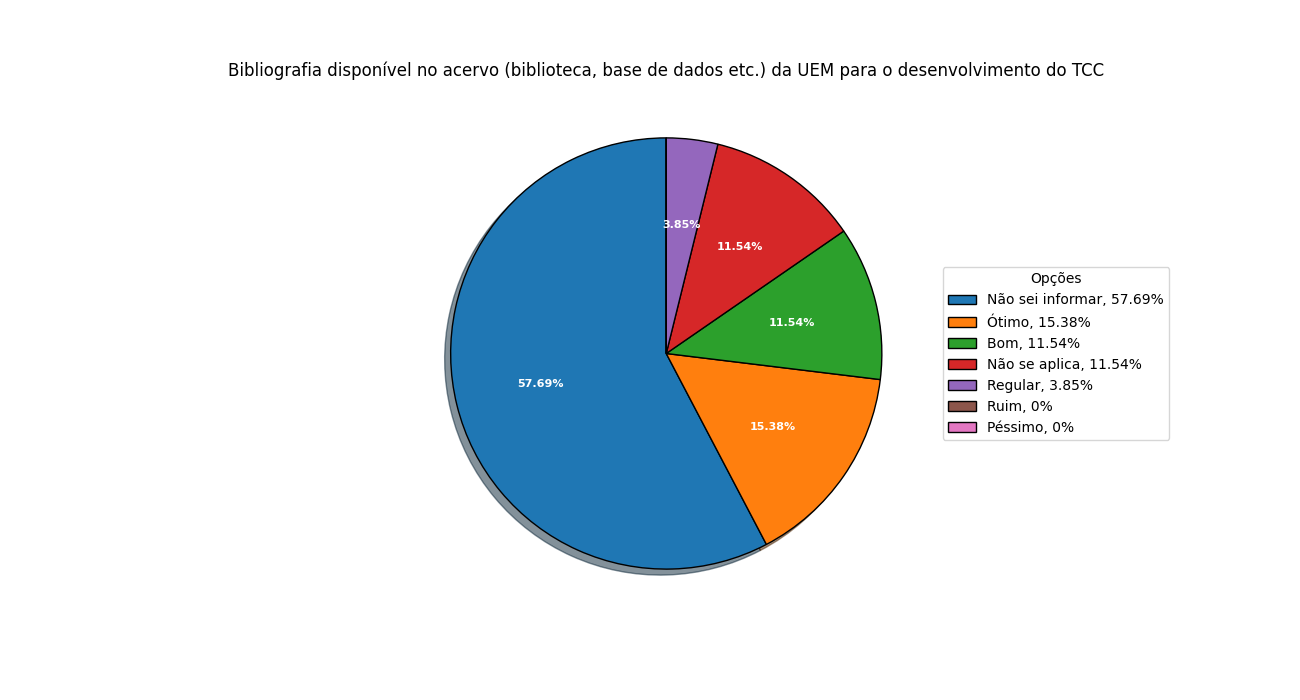 Bibliografia disponível no acervo (biblioteca, base de dados etc.) da UEM para o desenvolvimento do TCC
3.85%
11.54%
11.54%
57.69%
15.38%
Opções
Não sei informar, 57.69%
Ótimo, 15.38%
Bom, 11.54%
Não se aplica, 11.54%
Regular, 3.85%
Ruim, 0%
Péssimo, 0%